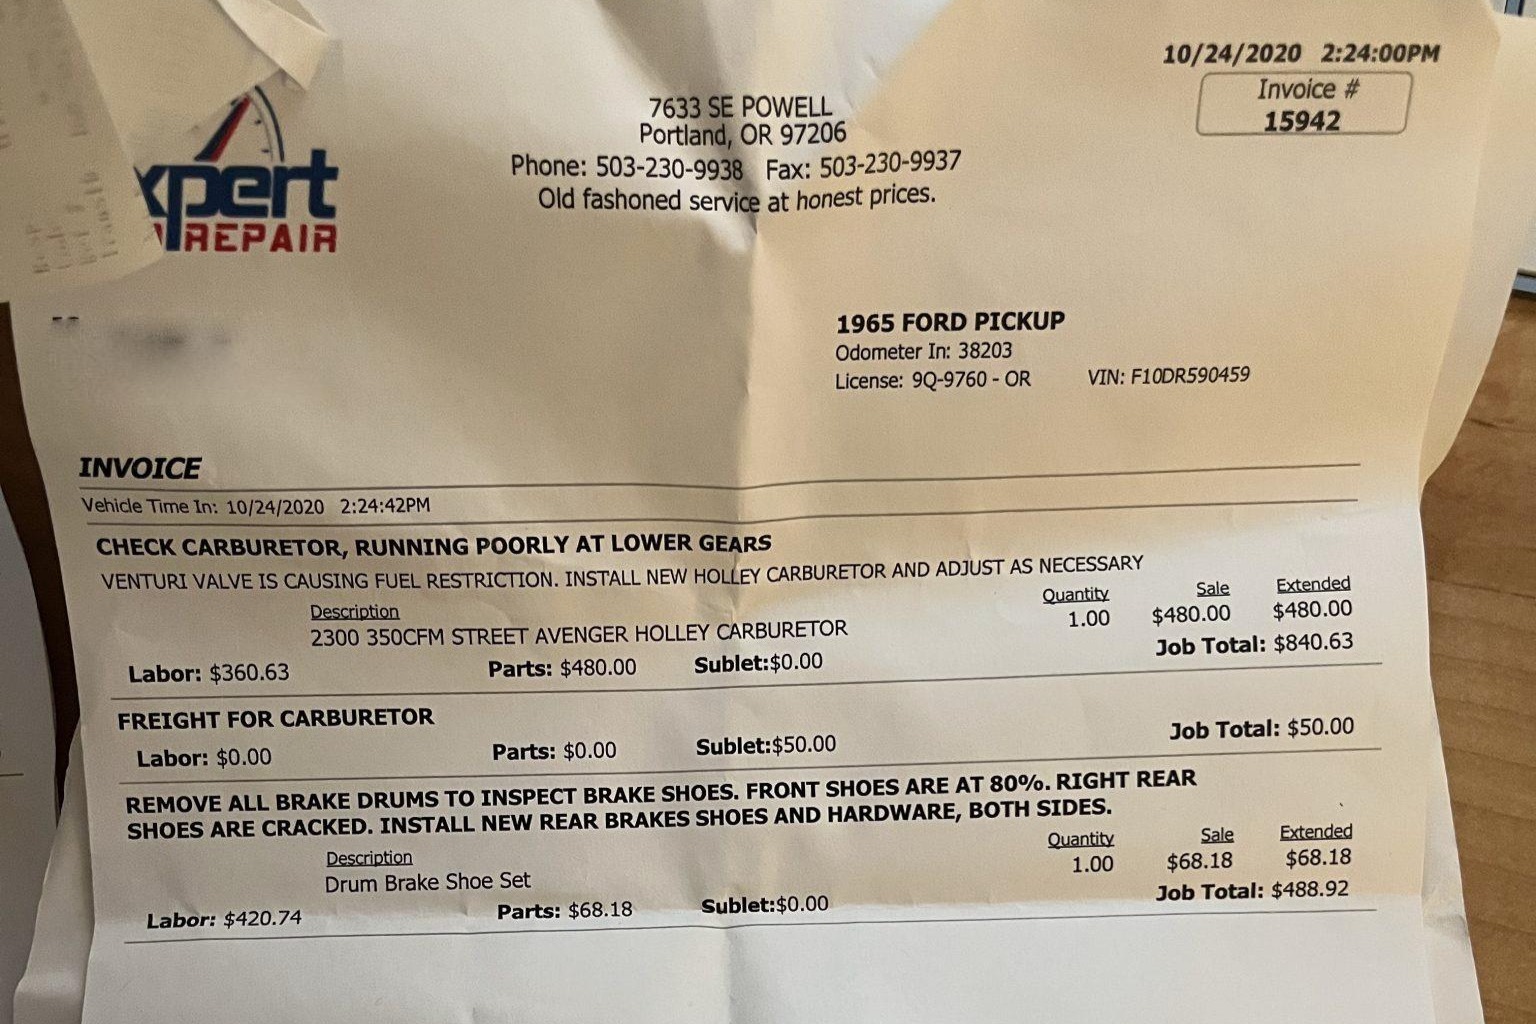 10/24/2020 2:24:00PM
Invoice #
15942
7633 SE POWELL
Portland, OR 97206
Phone: 503-230-9938 Fax: 503-230-9937
Old fashoned service at honest prices.
xpert
REPAIR
1965 FORD PICKUP
Odometer In: 38203
License: 9Q-9760 - OR VIN: F10DR590459
INVOICE
Vehicle Time In: 10/24/2020 2:24:42PM
CHECK CARBURETOR, RUNNING POORLY AT LOWER GEARS
VENTURI VALVE IS CAUSING FUEL RESTRICTION. INSTALL NEW HOLLEY CARBURETOR AND ADJUST AS NECESSARY
Description Quantity Sale Extended
2300 350CFM STREET AVENGER HOLLEY CARBURETOR 1.00 $480.00 $480.00
Labor: $360.63 Parts: $480.00 Sublet:$0.00 Job Total: $840.63
FREIGHT FOR CARBURETOR
Labor: $0.00 Parts: $0.00 Sublet:$50.00 Job Total: $50.00
REMOVE ALL BRAKE DRUMS TO INSPECT BRAKE SHOES. FRONT SHOES ARE AT 80%. RIGHT REAR
SHOES ARE CRACKED. INSTALL NEW REAR BRAKES SHOES AND HARDWARE, BOTH SIDES.
Description Quantity Sale Extended
Drum Brake Shoe Set 1.00 $68.18 $68.18
Labor: $420.74 Parts: $68.18 Sublet:$0.00 Job Total: $488.92